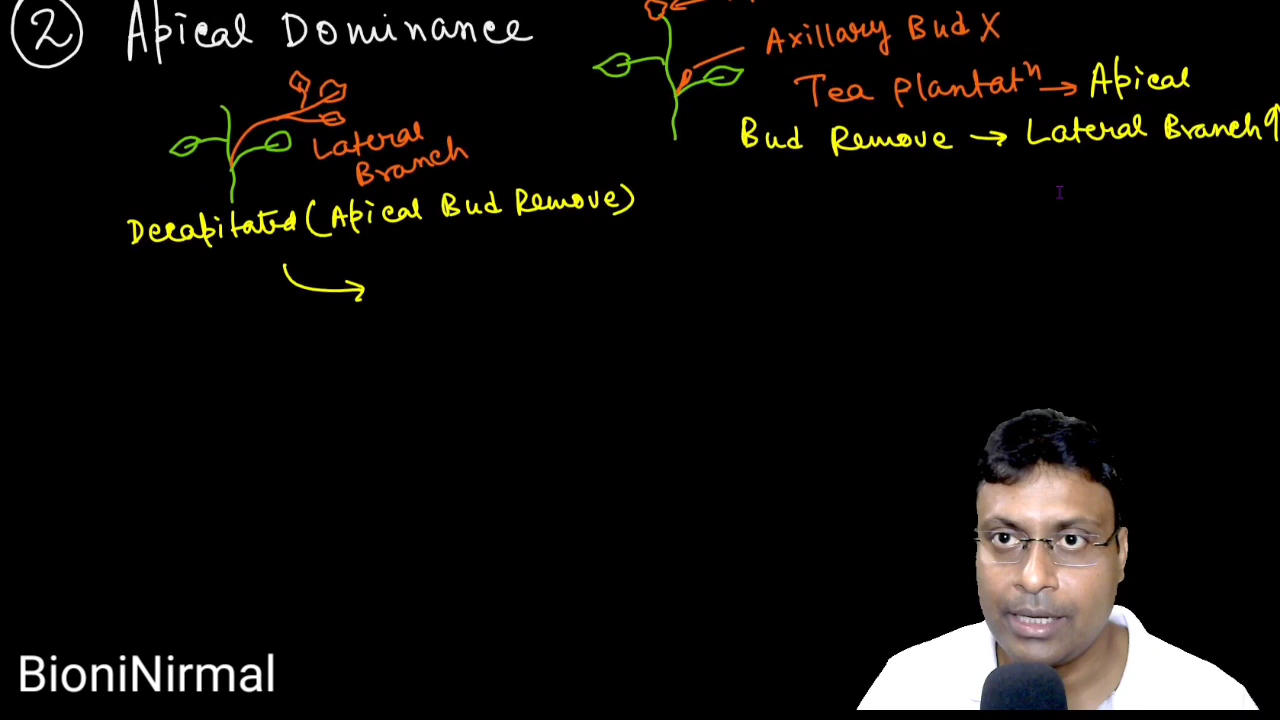 2 Apical Dominance
Axillary Bud X
Tea Plantatⁿ → Apical
Bud Remove → Lateral Branch ↑
Lateral
Branch
Decapitated (Apical Bud Remove)
BioniNirmal